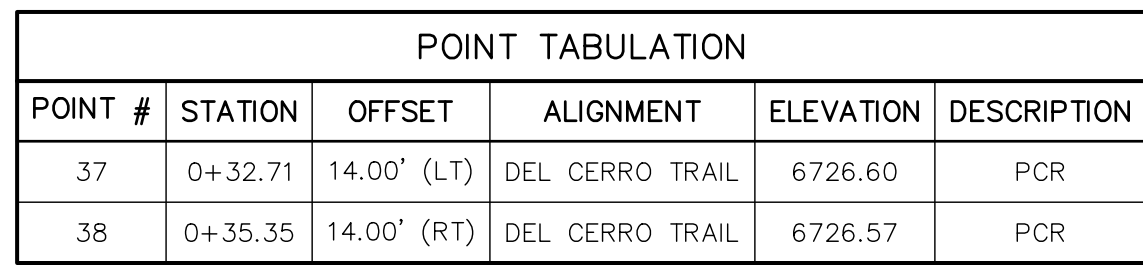 POINT TABULATION
POINT # STATION OFFSET ALIGNMENT ELEVATION DESCRIPTION
37 0+32.71 14.00' (LT) DEL CERRO TRAIL 6726.60 PCR
38 0+35.35 14.00' (RT) DEL CERRO TRAIL 6726.57 PCR